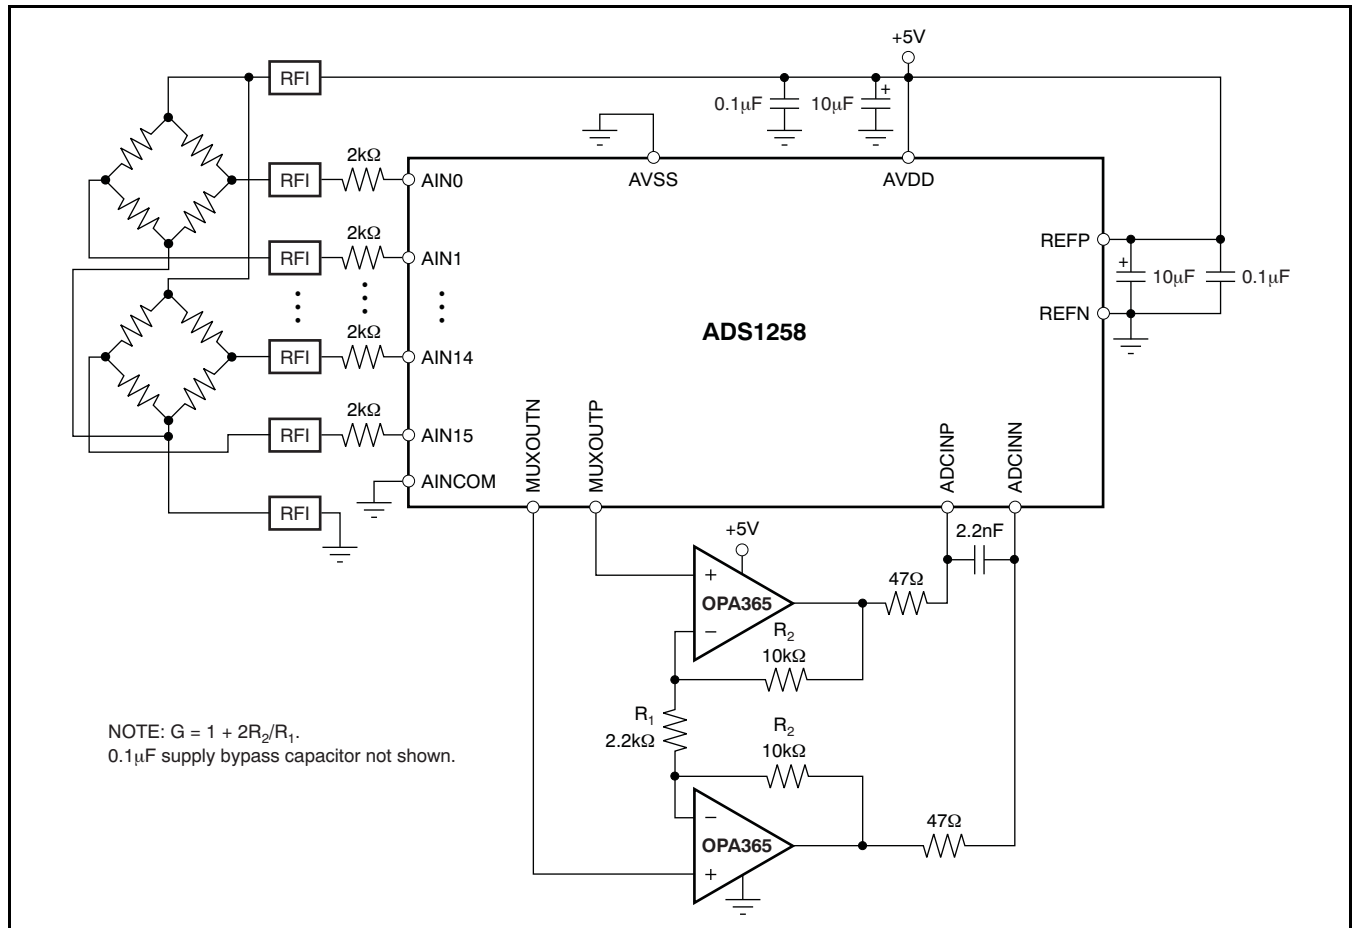 +5V
RFI
0.1μF
10μF
+
2kΩ
RFI
AIN0
AVSS
AVDD
2kΩ
RFI
AIN1
REFP
+
10μF
0.1μF
REFN
ADS1258
2kΩ
RFI
AIN14
2kΩ
RFI
AIN15
AINCOM
RFI
MUXOUTN
MUXOUTP
ADCINP
ADCINN
2.2nF
+5V
+
OPA365
−
47Ω
R2
10kΩ
R1
2.2kΩ
R2
10kΩ
−
OPA365
+
47Ω
NOTE: G = 1 + 2R2/R1.
0.1μF supply bypass capacitor not shown.